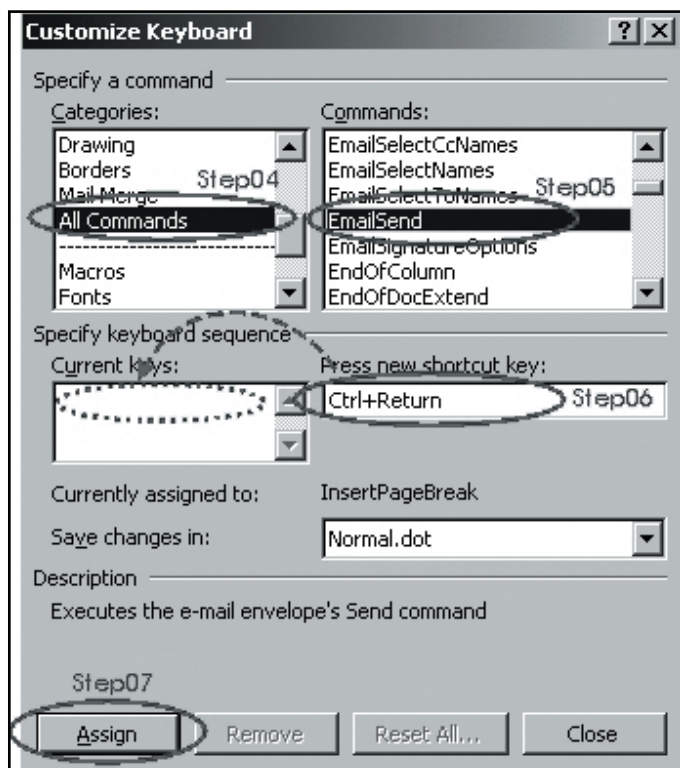 Customize Keyboard
Specify a command
Categories:
Commands:
Drawing
Borders
Mail Merge
All Commands
Macros
Fonts
Step04
EmailSelectCcNames
EmailSelectNames
EmailSelectToNames
EmailSend
EmailSignatureOptions
EndOfColumn
EndOfDocExtend
Step05
Specify keyboard sequence
Current keys:
Press new shortcut key:
Ctrl+Return
Step06
Currently assigned to: InsertPageBreak
Save changes in: Normal.dot
Description
Executes the e-mail envelope's Send command
Step07
Assign
Remove
Reset All...
Close